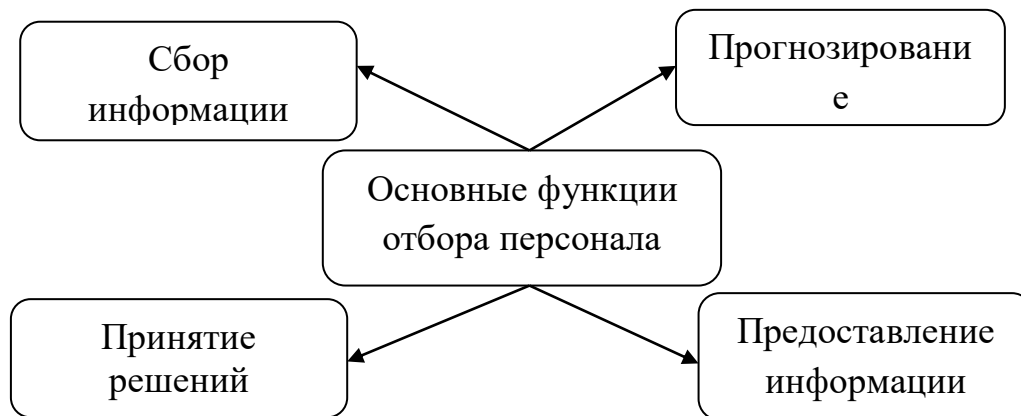 Сбор
информации
Прогнозировани
е
Основные функции
отбора персонала
Принятие
решений
Предоставление
информации